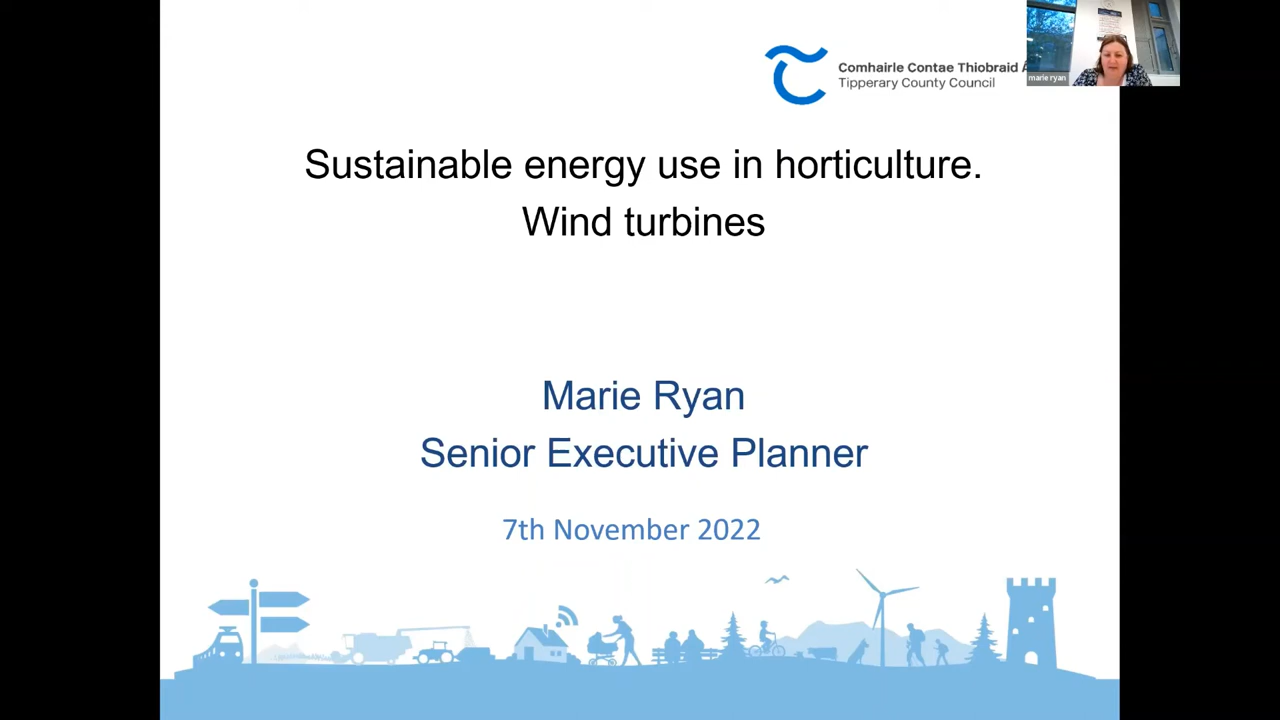 Comhairle Contae Thiobraid
Tipperary County Council
marie ryan
Sustainable energy use in horticulture.
Wind turbines
Marie Ryan
Senior Executive Planner
7th November 2022